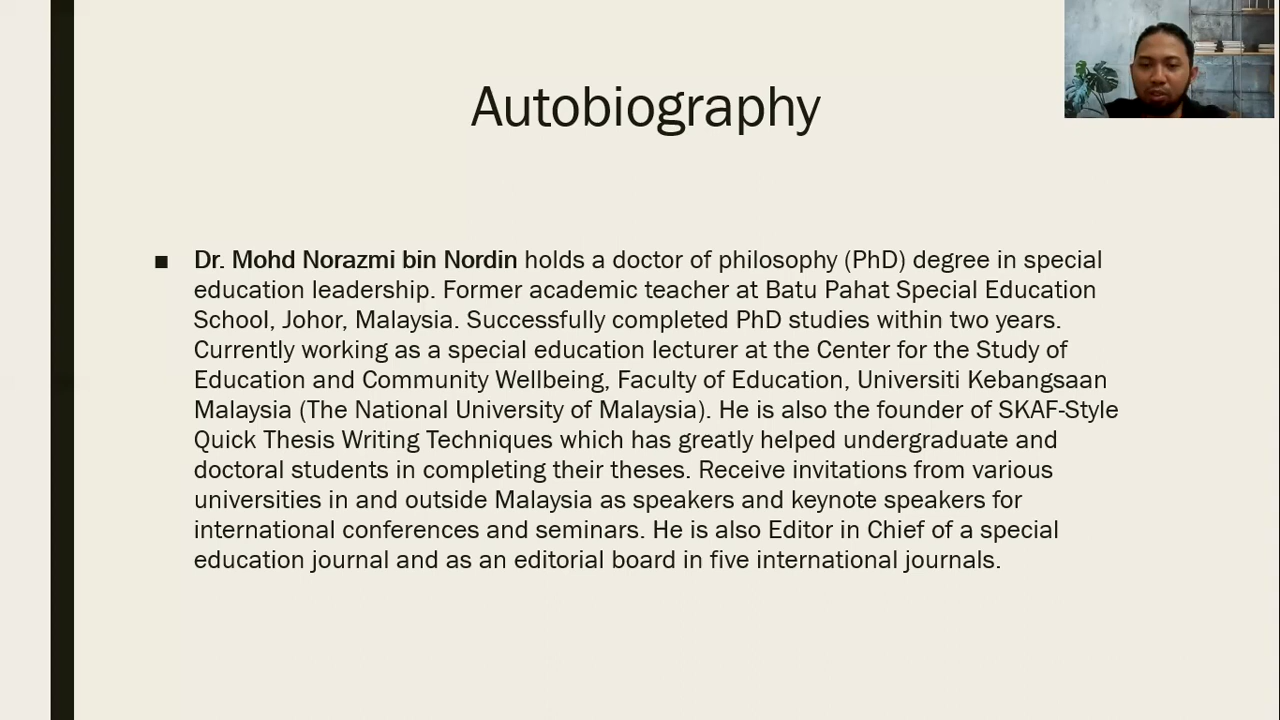 Autobiography
■ Dr. Mohd Norazmi bin Nordin holds a doctor of philosophy (PhD) degree in special
education leadership. Former academic teacher at Batu Pahat Special Education
School, Johor, Malaysia. Successfully completed PhD studies within two years.
Currently working as a special education lecturer at the Center for the Study of
Education and Community Wellbeing, Faculty of Education, Universiti Kebangsaan
Malaysia (The National University of Malaysia). He is also the founder of SKAF-Style
Quick Thesis Writing Techniques which has greatly helped undergraduate and
doctoral students in completing their theses. Receive invitations from various
universities in and outside Malaysia as speakers and keynote speakers for
international conferences and seminars. He is also Editor in Chief of a special
education journal and as an editorial board in five international journals.